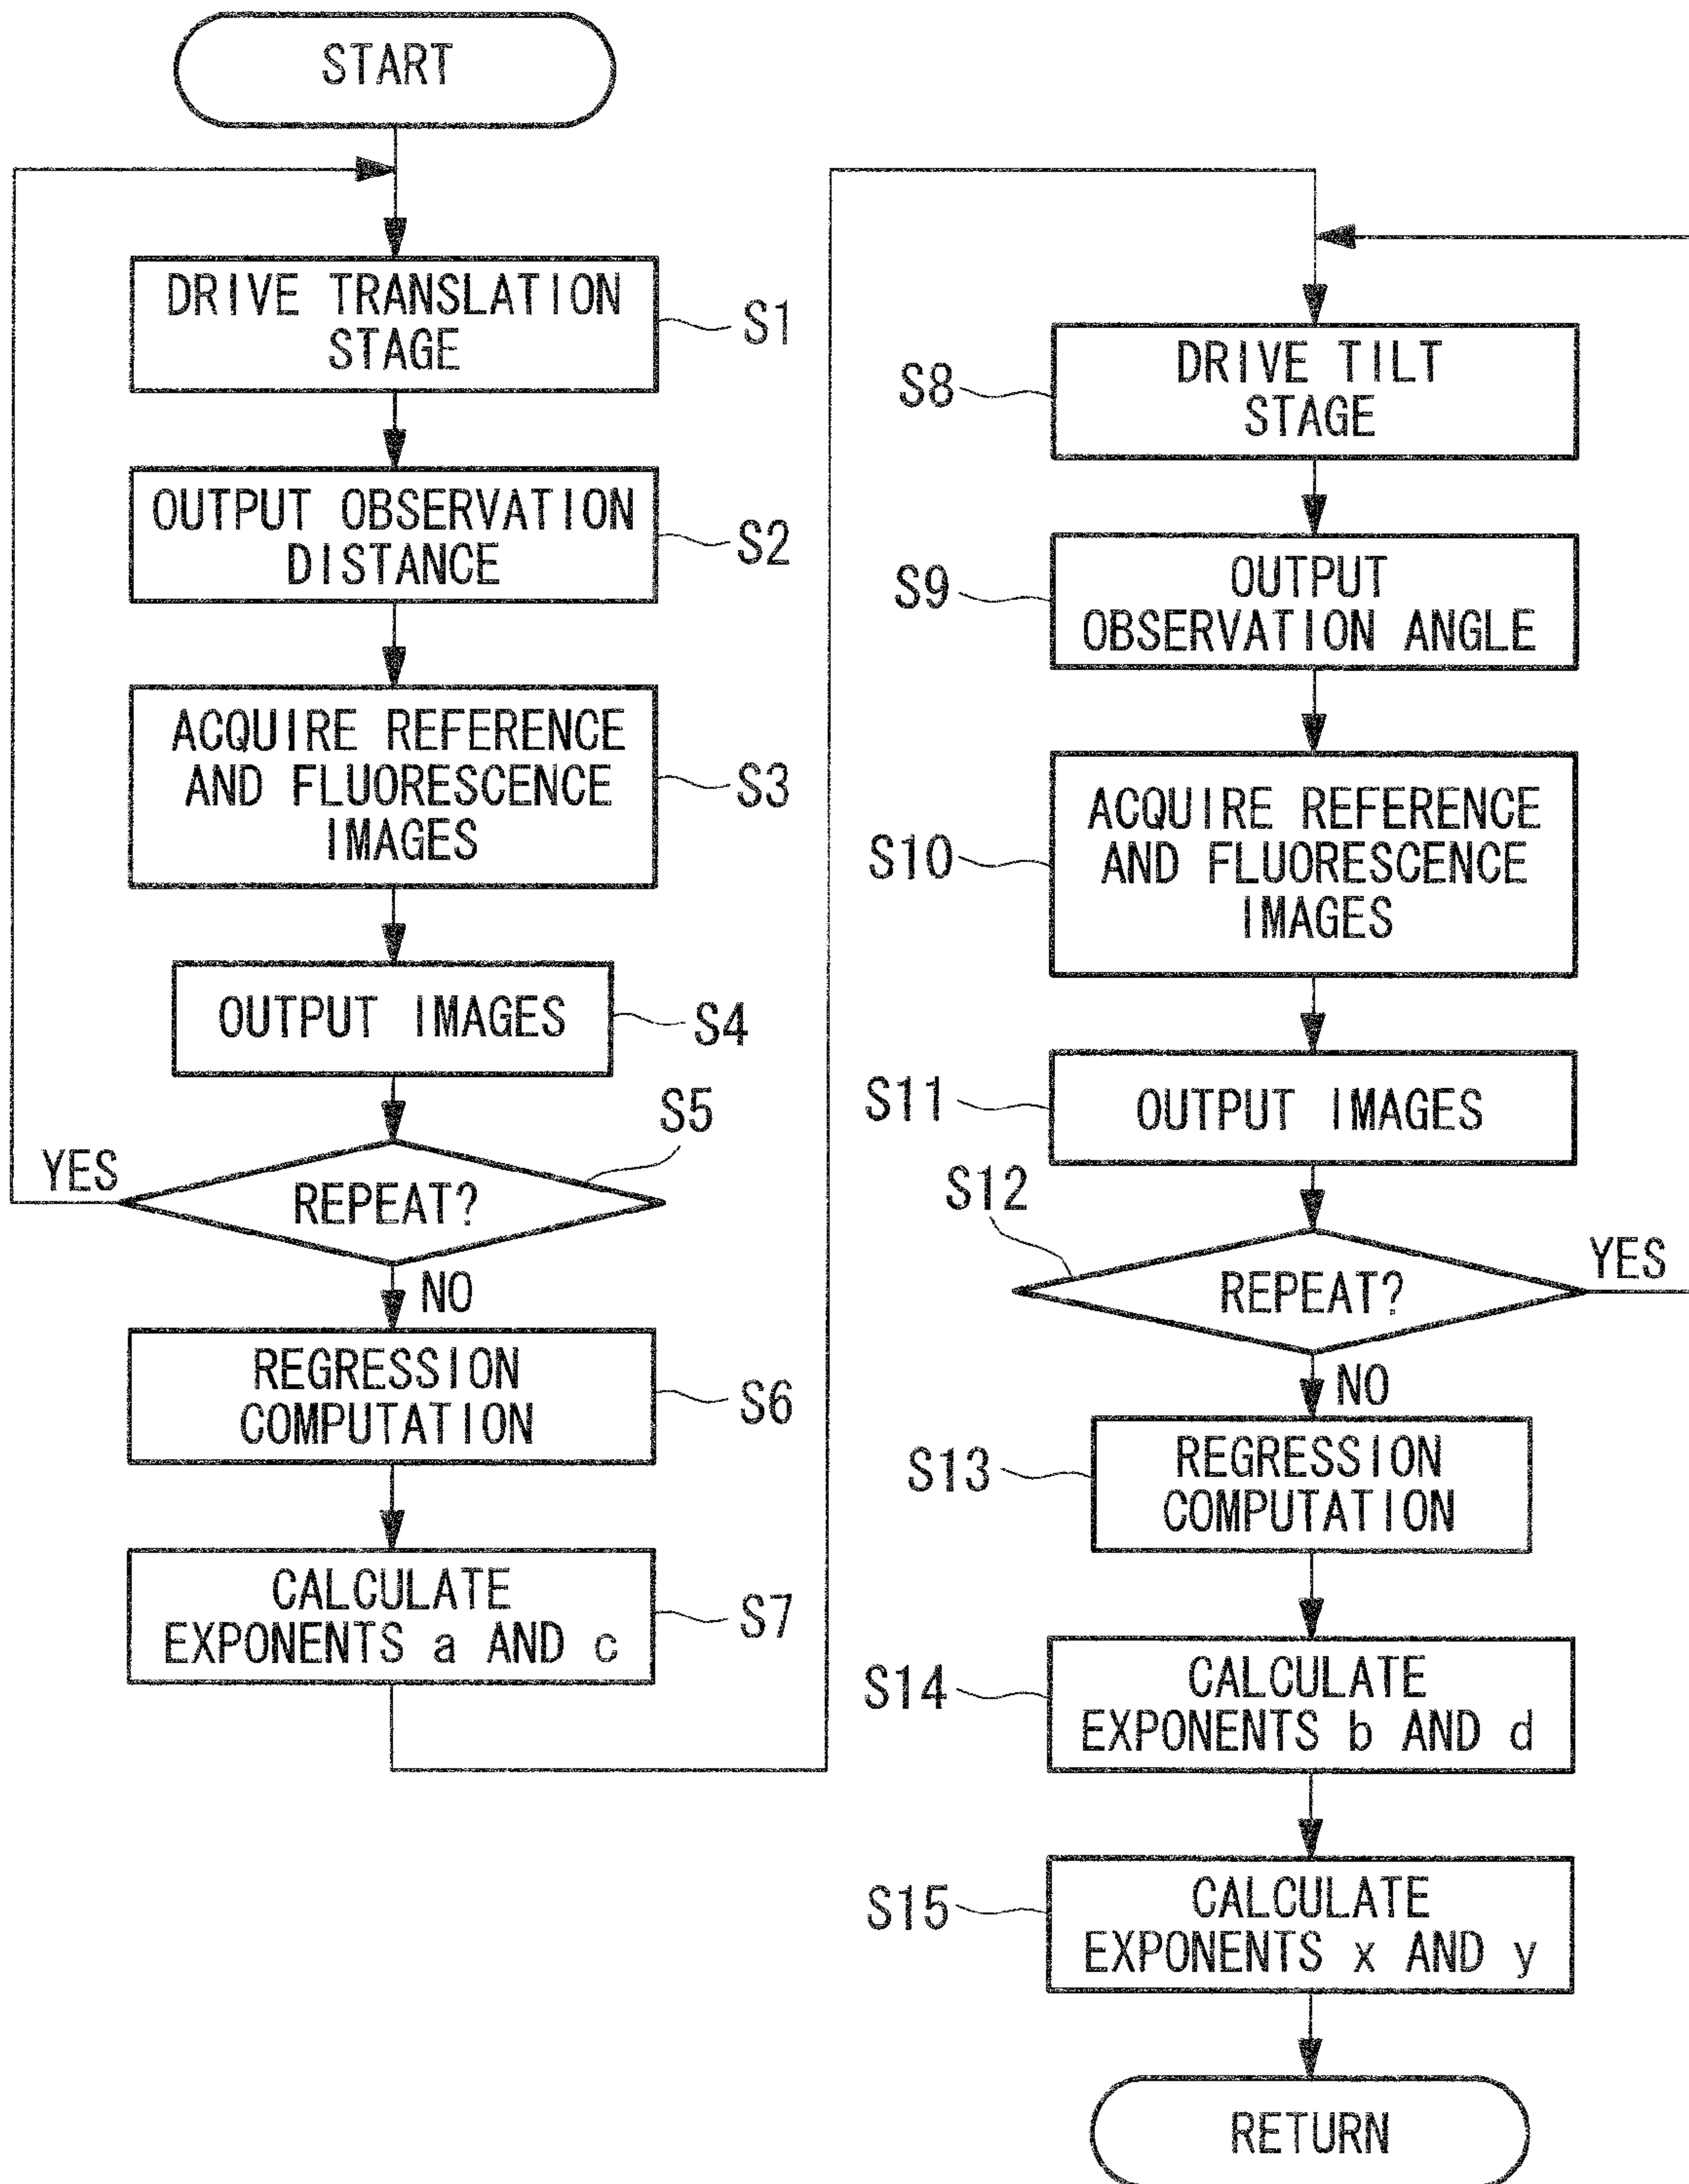 START
DRIVE TRANSLATION
STAGE
S1
OUTPUT OBSERVATION
DISTANCE
S2
ACQUIRE REFERENCE
AND FLUORESCENCE
IMAGES
S3
OUTPUT IMAGES
S4
S5
YES
REPEAT?
NO
REGRESSION
COMPUTATION
S6
CALCULATE
EXPONENTS a AND c
S7
S8
DRIVE TILT
STAGE
S9
OUTPUT
OBSERVATION ANGLE
S10
ACQUIRE REFERENCE
AND FLUORESCENCE
IMAGES
S11
OUTPUT IMAGES
S12
REPEAT?
YES
NO
S13
REGRESSION
COMPUTATION
S14
CALCULATE
EXPONENTS b AND d
S15
CALCULATE
EXPONENTS x AND y
RETURN